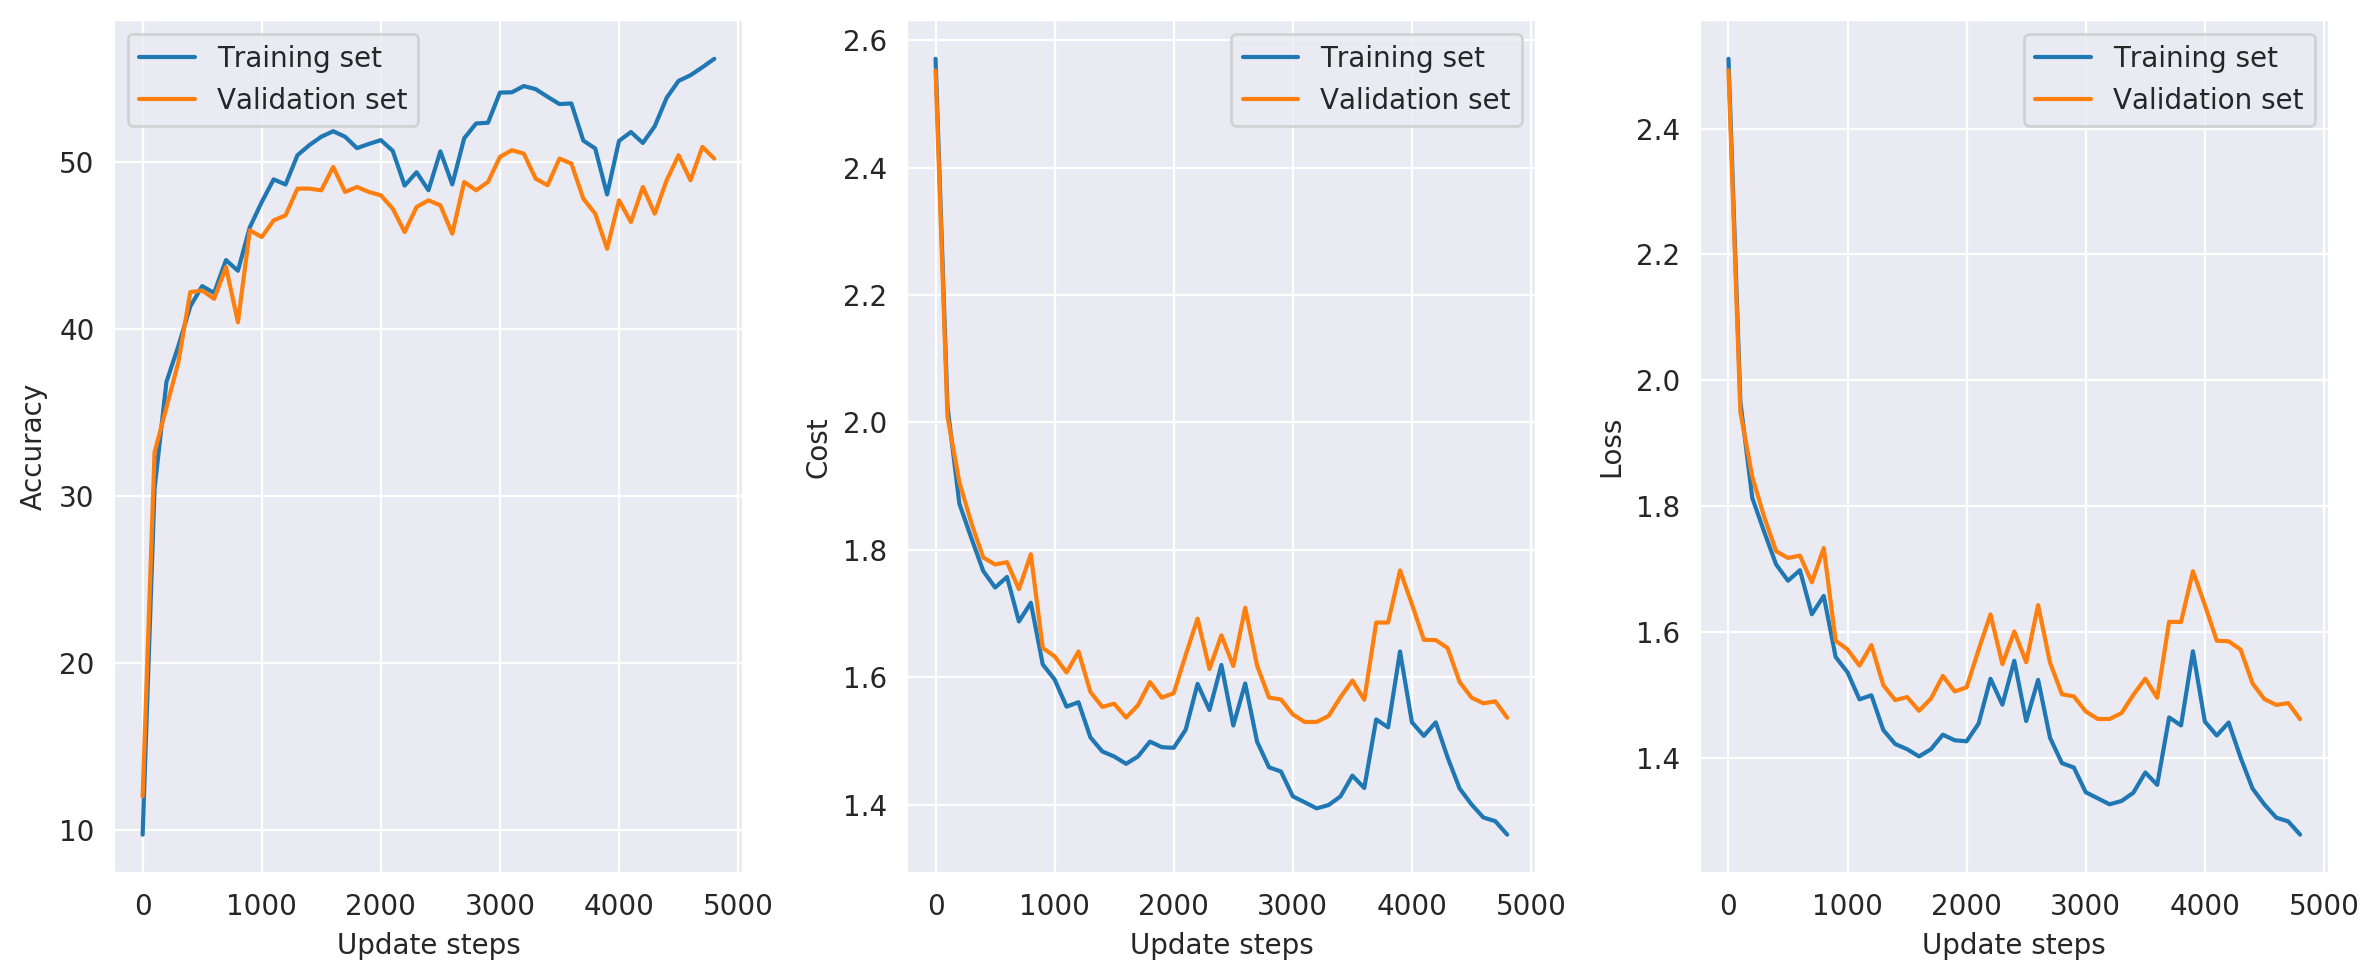 Training set
Validation set
50
40
30
20
10
Accuracy
0 1000 2000 3000 4000 5000
Update steps
Training set
Validation set
2.6
2.4
2.2
2.0
1.8
1.6
1.4
Cost
0 1000 2000 3000 4000 5000
Update steps
Training set
Validation set
2.4
2.2
2.0
1.8
1.6
1.4
Loss
0 1000 2000 3000 4000 5000
Update steps